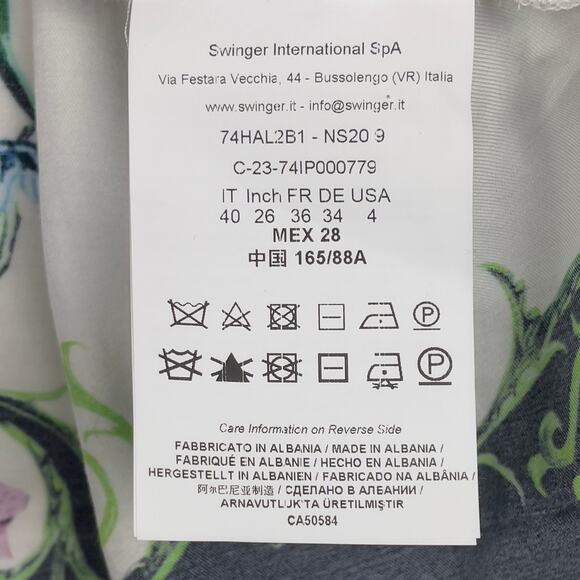 Swinger International SpA
Via Festara Vecchia, 44 - Bussolengo (VR) Italia
www.swinger.it - info@swinger.it
74HAL2B1 - NS20 9
C-23-74IP000779
IT Inch FR DE USA
40 26 36 34 4
MEX 28
中国 165/88A
P
P
Care Information on Reverse Side
FABBRICATO IN ALBANIA / MADE IN ALBANIA /
FABRIQUÉ EN ALBANIE / HECHO EN ALBANIA /
HERGESTELLT IN ALBANIEN / FABRICADO NA ALBÂNIA /
阿尔巴尼亚制造 / СДЕЛАНО В АЛБАНИИ /
ARNAVUTLUK'TA ÜRETİLMİŞTİR
CA50584